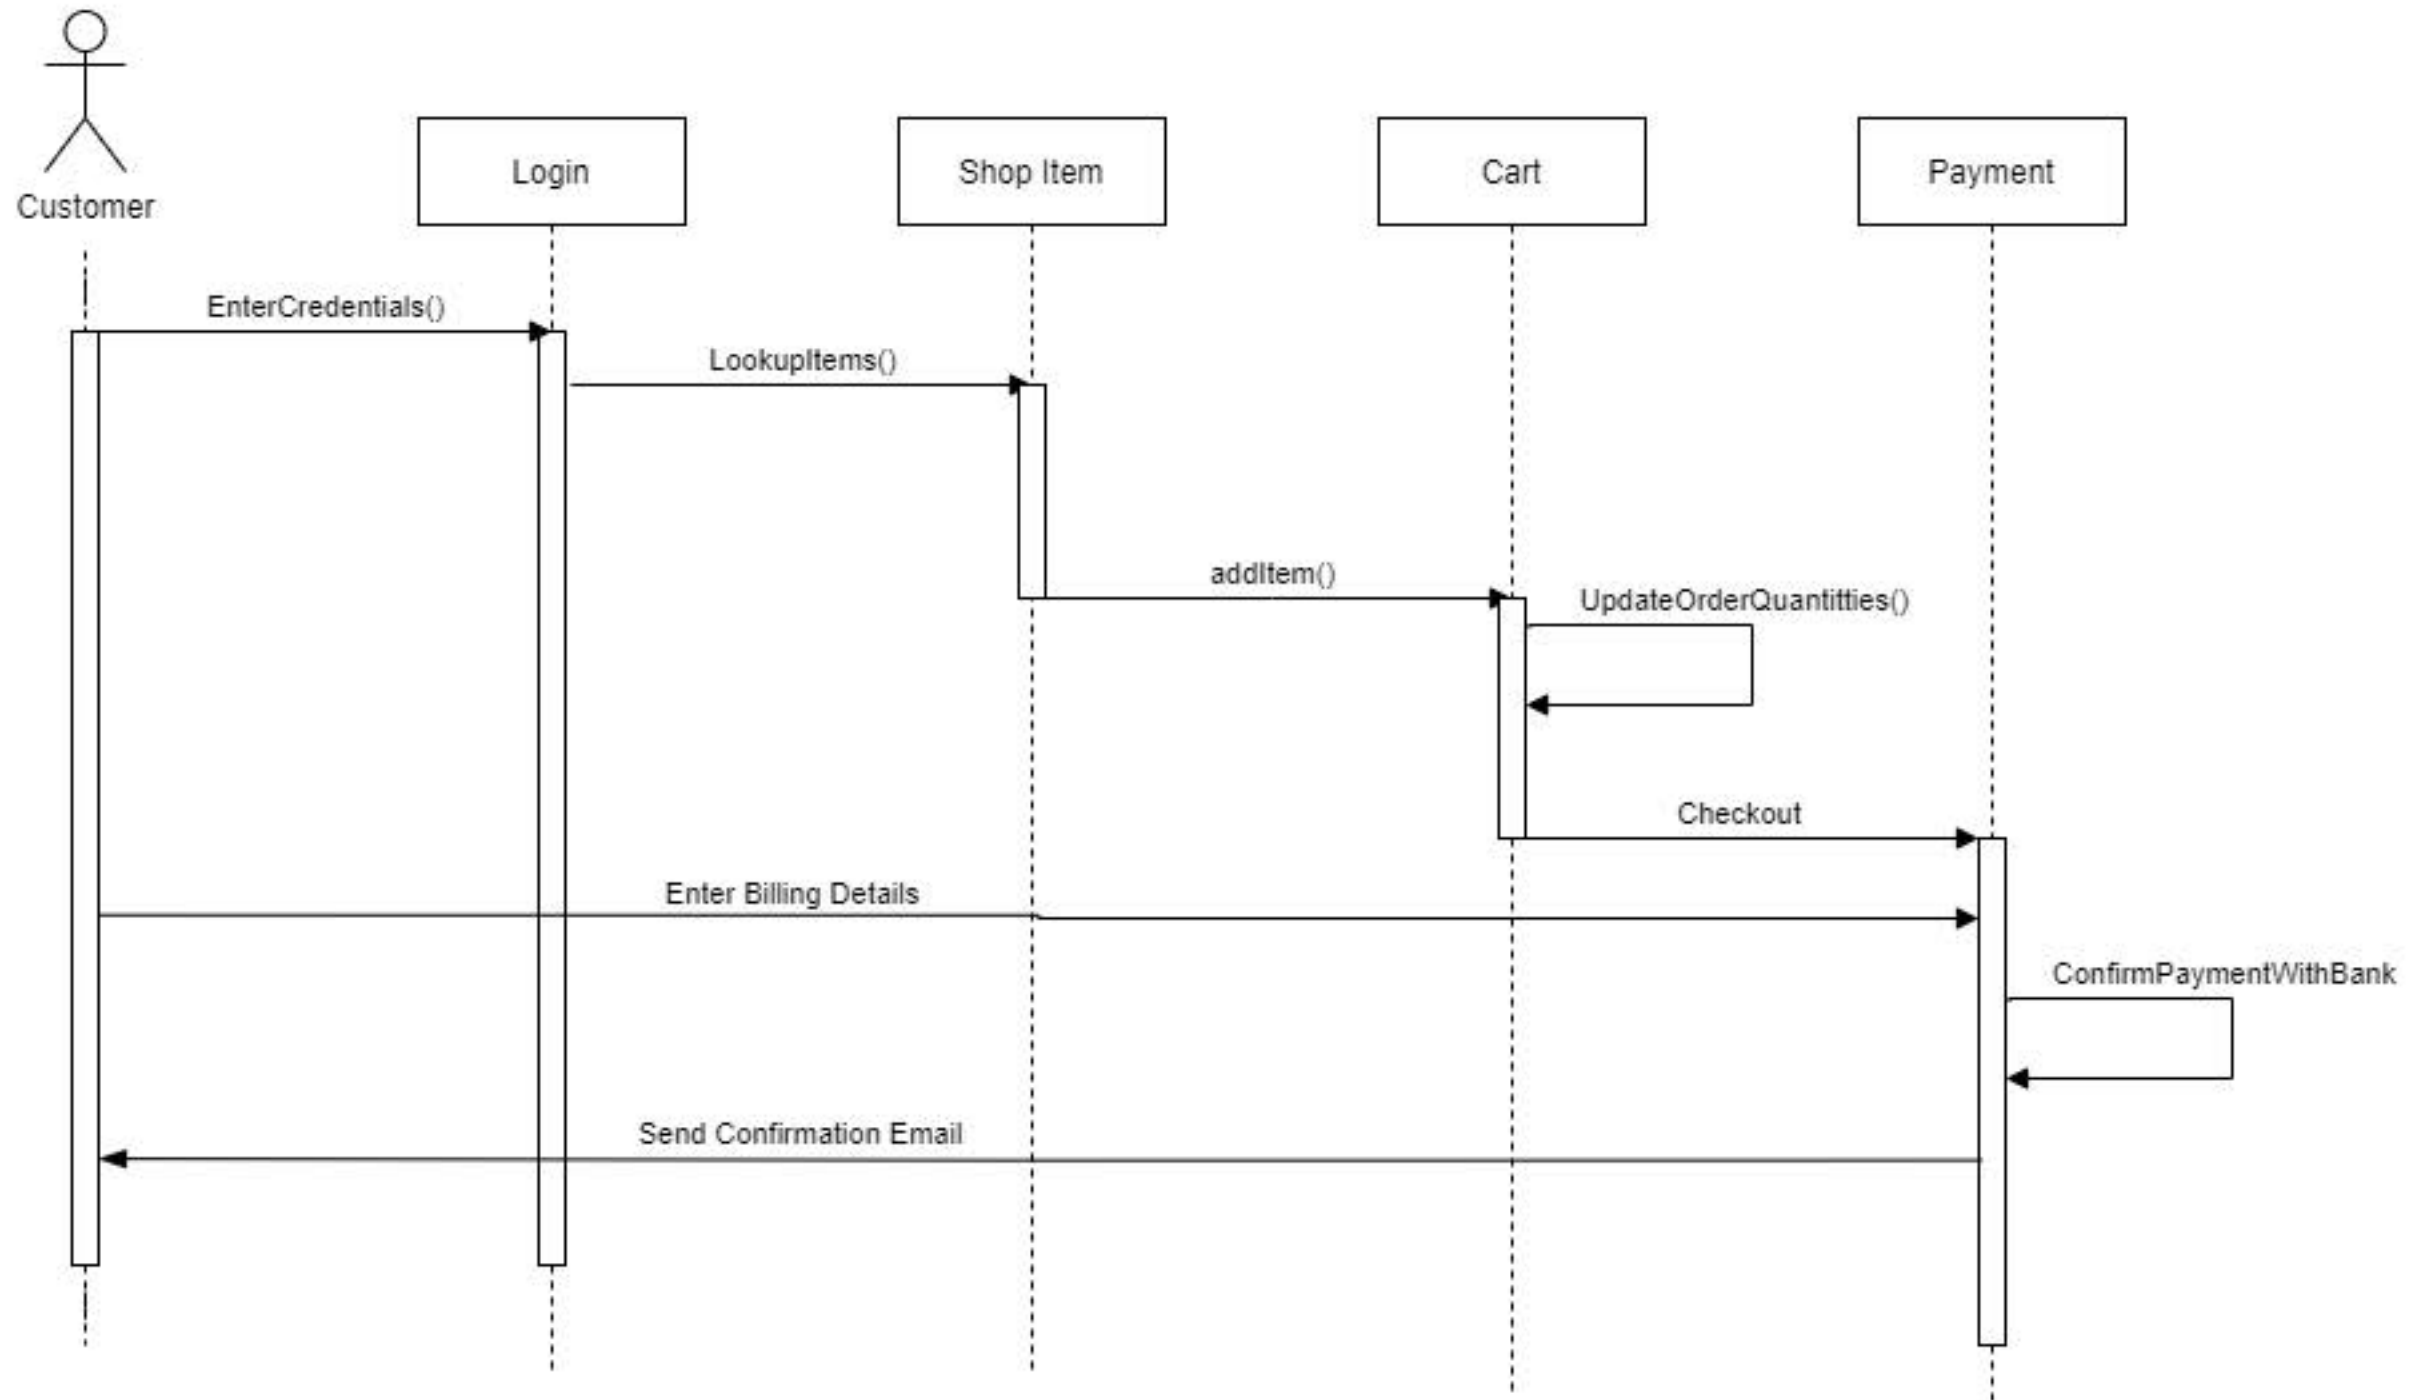 Customer
Login
Shop Item
Cart
Payment
EnterCredentials()
LookupItems()
addItem()
UpdateOrderQuantitties()
Checkout
Enter Billing Details
ConfirmPaymentWithBank
Send Confirmation Email